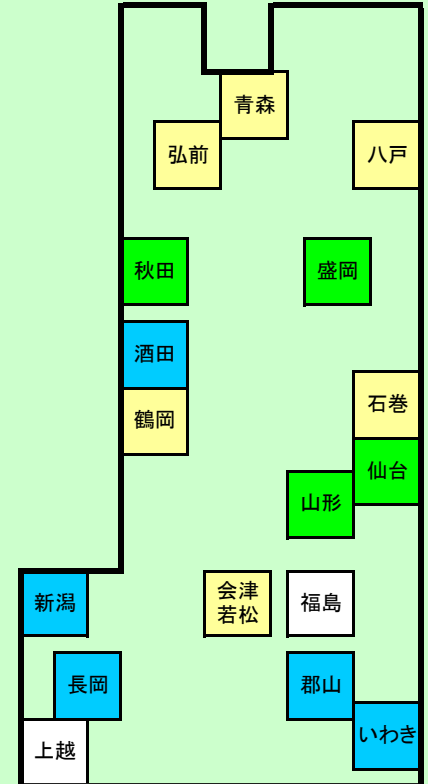 青森
弘前
八戸
秋田
盛岡
酒田
鶴岡
石巻
仙台
山形
新潟
会津
若松
福島
長岡
郡山
いわき
上越